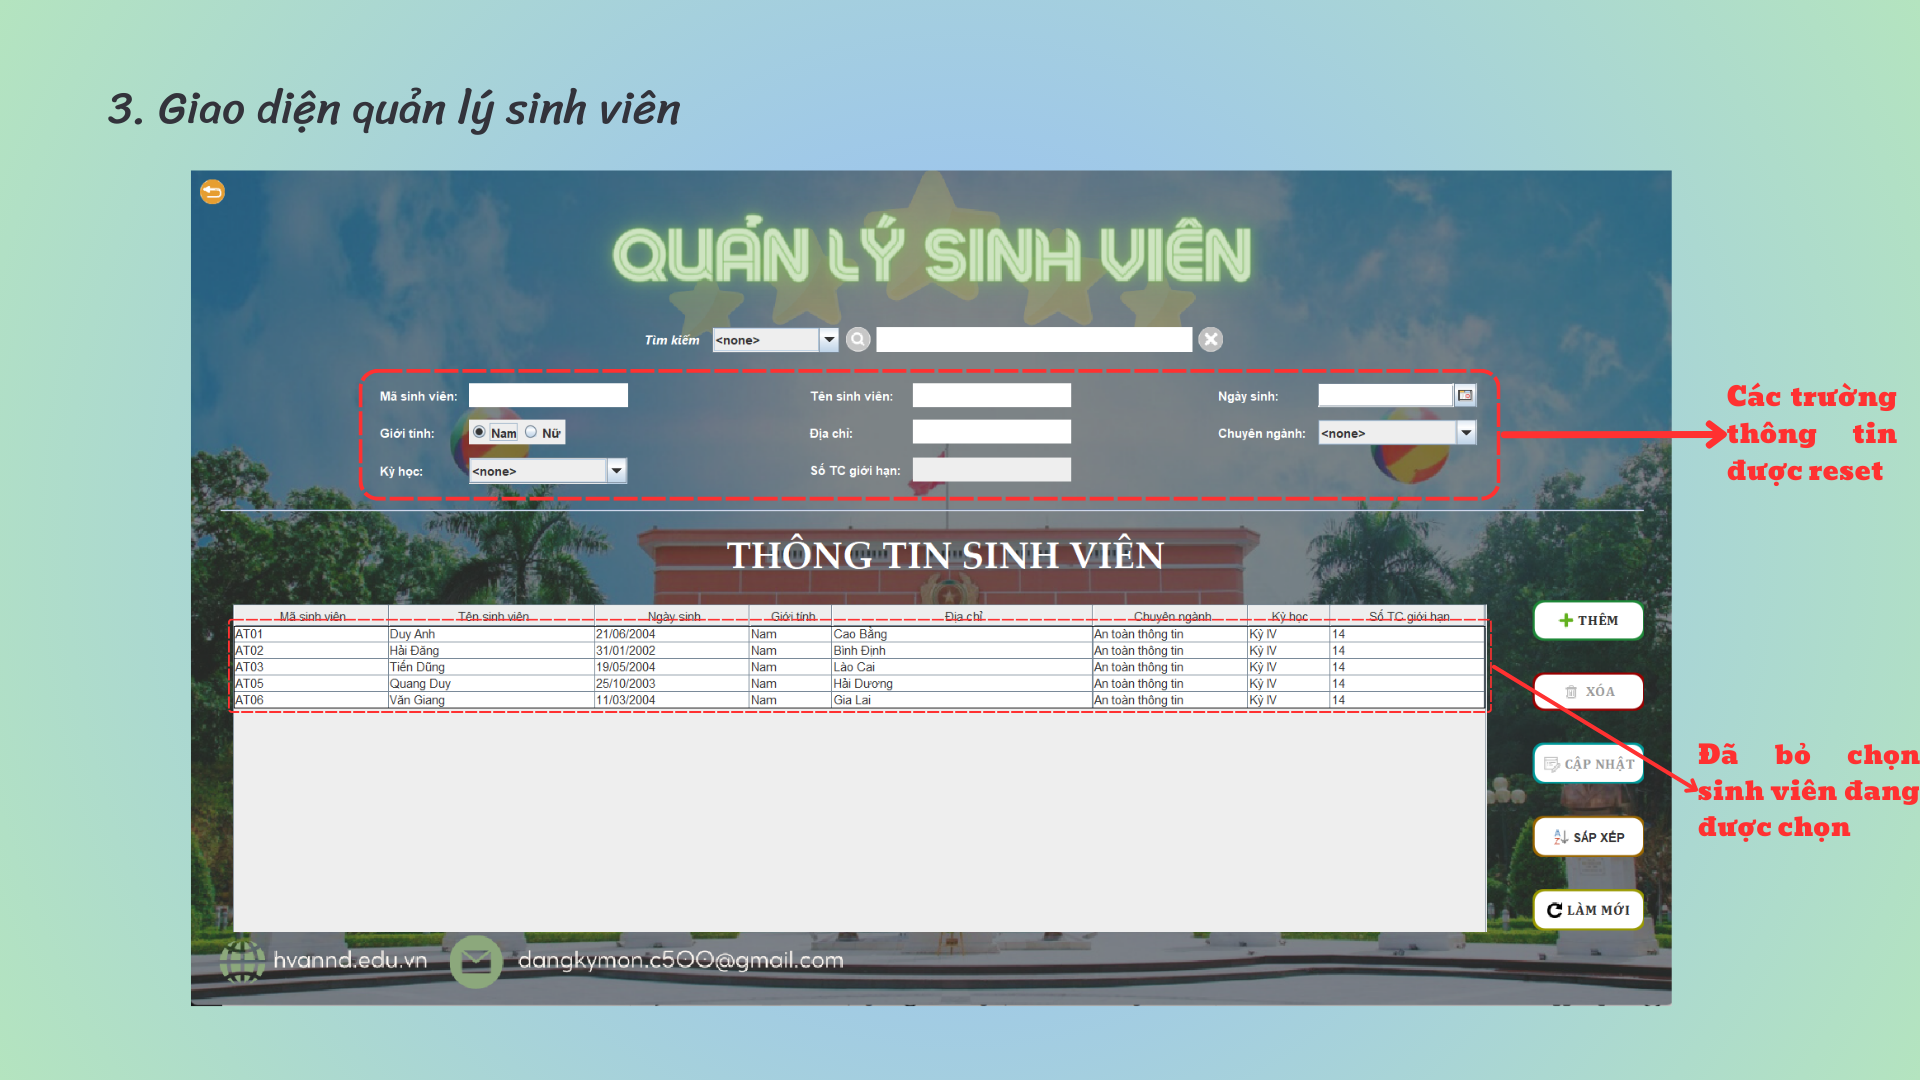 3. Giao diện quản lý sinh viên
QUẢN LÝ SINH VIÊN
Tìm kiếm <none>
Mã sinh viên: Tên sinh viên: Ngày sinh:
Giới tính: Nam Nữ Địa chỉ: Chuyên ngành: <none>
Kỳ học: <none> Số TC giới hạn:
Các trường
thông tin
được reset
THÔNG TIN SINH VIÊN
Mã sinh viên Tên sinh viên Ngày sinh Giới tính Địa chỉ Chuyên ngành Kỳ học Số TC giới hạn
AT01 Duy Anh 21/06/2004 Nam Cao Bằng An toàn thông tin Kỳ IV 14
AT02 Hải Đăng 31/01/2002 Nam Bình Định An toàn thông tin Kỳ IV 14
AT03 Tiến Dũng 19/05/2004 Nam Lào Cai An toàn thông tin Kỳ IV 14
AT05 Quang Duy 25/10/2003 Nam Hải Dương An toàn thông tin Kỳ IV 14
AT06 Văn Giang 11/03/2004 Nam Gia Lai An toàn thông tin Kỳ IV 14
THÊM
XÓA
CẬP NHẬT
SẮP XẾP
LÀM MỚI
Đã bỏ chọn
sinh viên đang
được chọn
hvannd.edu.vn dangkymon.c500@gmail.com